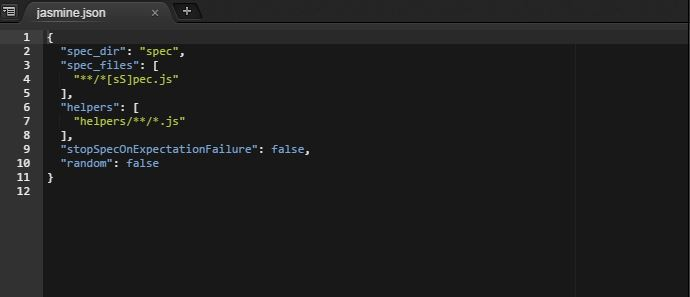 jasmine.json
1 {
2 "spec_dir": "spec",
3 "spec_files": [
4 "**/*[sS]pec.js"
5 ],
6 "helpers": [
7 "helpers/**/*.js"
8 ],
9 "stopSpecOnExpectationFailure": false,
10 "random": false
11 }
12